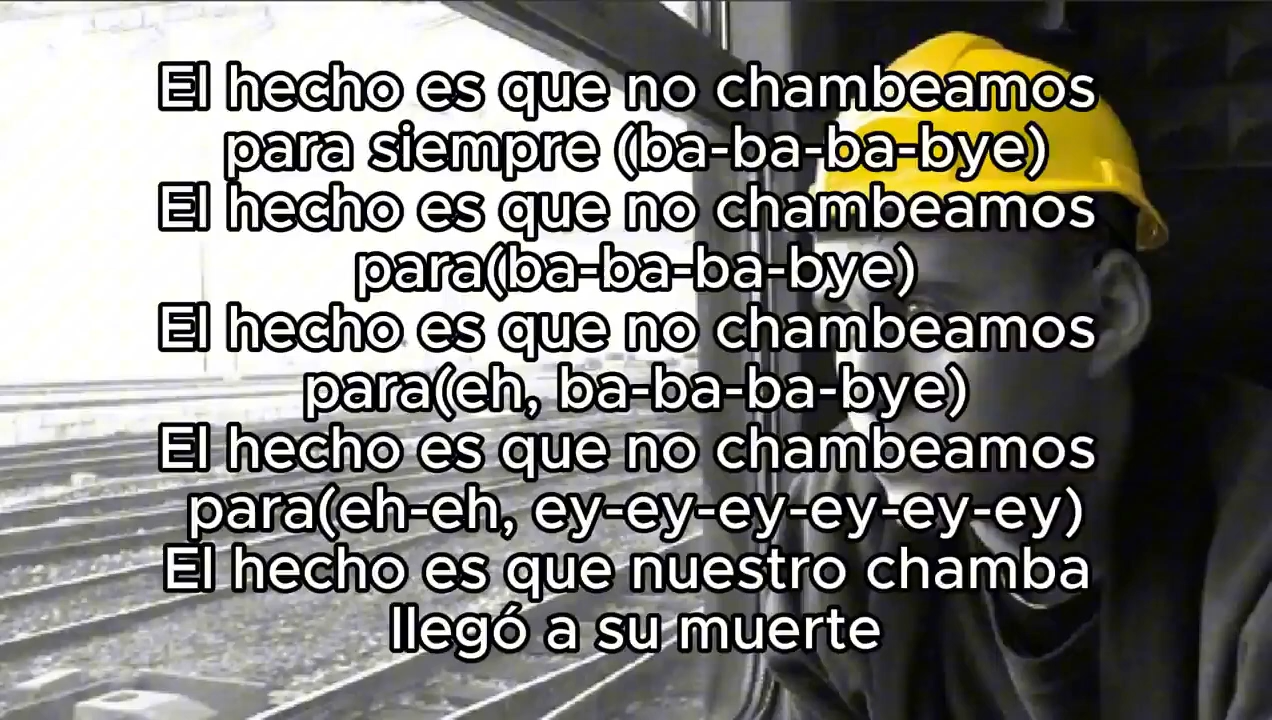 El hecho es que no chambeamos
para siempre (ba-ba-ba-bye)
El hecho es que no chambeamos
para(ba-ba-ba-bye)
El hecho es que no chambeamos
para(eh, ba-ba-ba-bye)
El hecho es que no chambeamos
para(eh-eh, ey-ey-ey-ey-ey-ey)
El hecho es que nuestro chamba
llegó a su muerte